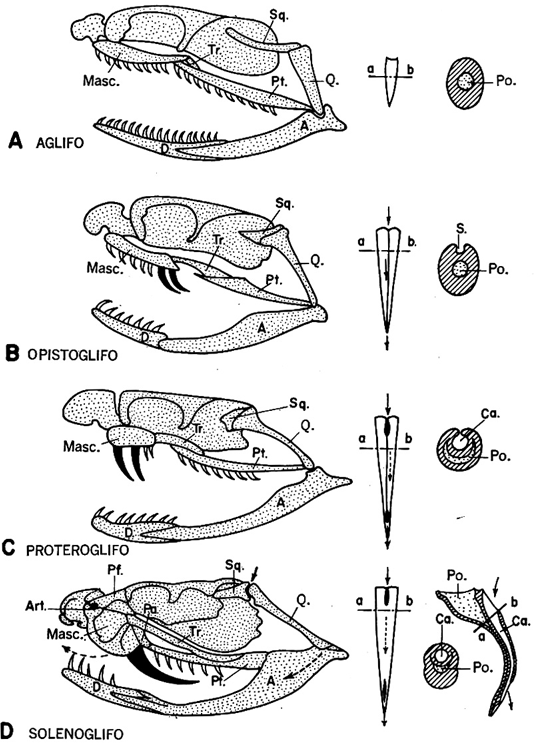 Sq.
Tr
Masc.
Pt.
Q.
A
D
a b
Po.
A AGLIFO
Sq.
Tr.
Masc.
Pt.
Q.
A
D
a b.
S.
Po.
B OPISTOGLIFO
Sq.
Tr
Masc.
Pt.
Q.
A
D
a b
Ca.
Po.
C PROTEROGLIFO
Pf.
Sq.
Q.
Art.
Pa
Masc.
Tr
Pt.
A
D
a b
Po.
b
Ca.
a
Ca.
Po.
D SOLENOGLIFO